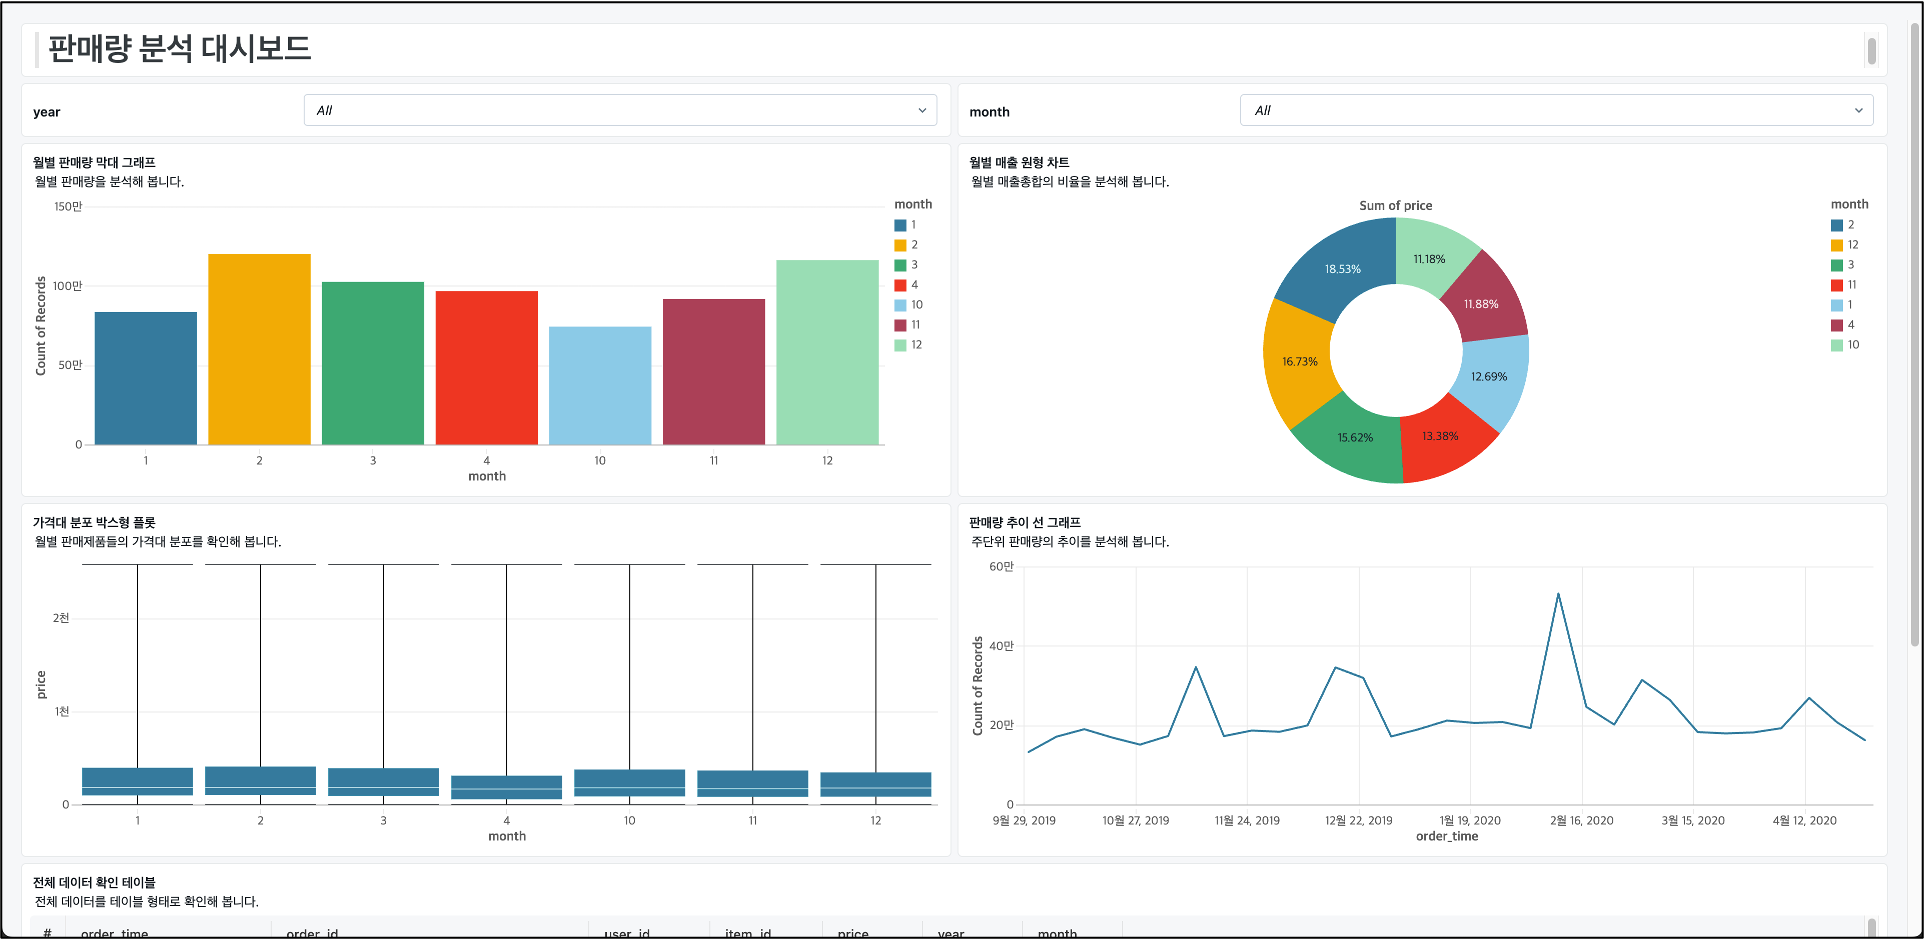 판매량 분석 대시보드
year
All
month
All
월별 판매량 막대 그래프
월별 판매량을 분석해 봅니다.
150만
100만
50만
0
Count of Records
1
2
3
4
10
11
12
month
month
1
2
3
4
10
11
12
월별 매출 원형 차트
월별 매출총합의 비율을 분석해 봅니다.
Sum of price
18.53%
11.18%
11.88%
16.73%
12.69%
15.62%
13.38%
month
2
12
3
11
1
4
10
가격대 분포 박스형 플롯
월별 판매제품들의 가격대 분포를 확인해 봅니다.
2천
1천
0
price
1
2
3
4
10
11
12
month
판매량 추이 선 그래프
주단위 판매량의 추이를 분석해 봅니다.
60만
40만
20만
0
Count of Records
9월 29, 2019
10월 27, 2019
11월 24, 2019
12월 22, 2019
1월 19, 2020
2월 16, 2020
3월 15, 2020
4월 12, 2020
order_time
전체 데이터 확인 테이블
전체 데이터를 테이블 형태로 확인해 봅니다.
# order_time order_id user_id item_id price year month